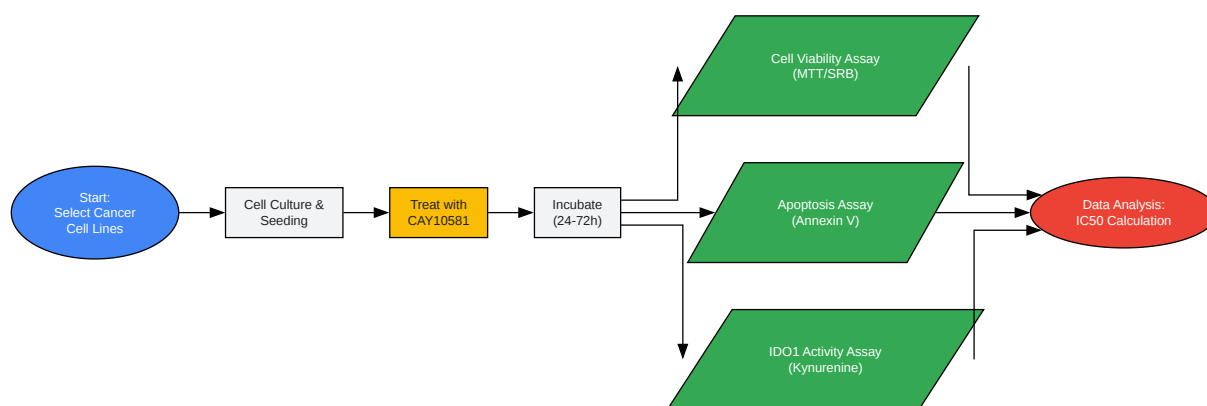 Start:
Select Cancer
Cell Lines
Cell Culture &
Seeding
Treat with
CAY10581
Incubate
(24-72h)
Cell Viability Assay
(MTT/SRB)
Apoptosis Assay
(Annexin V)
IDO1 Activity Assay
(Kynurenine)
Data Analysis:
IC50 Calculation